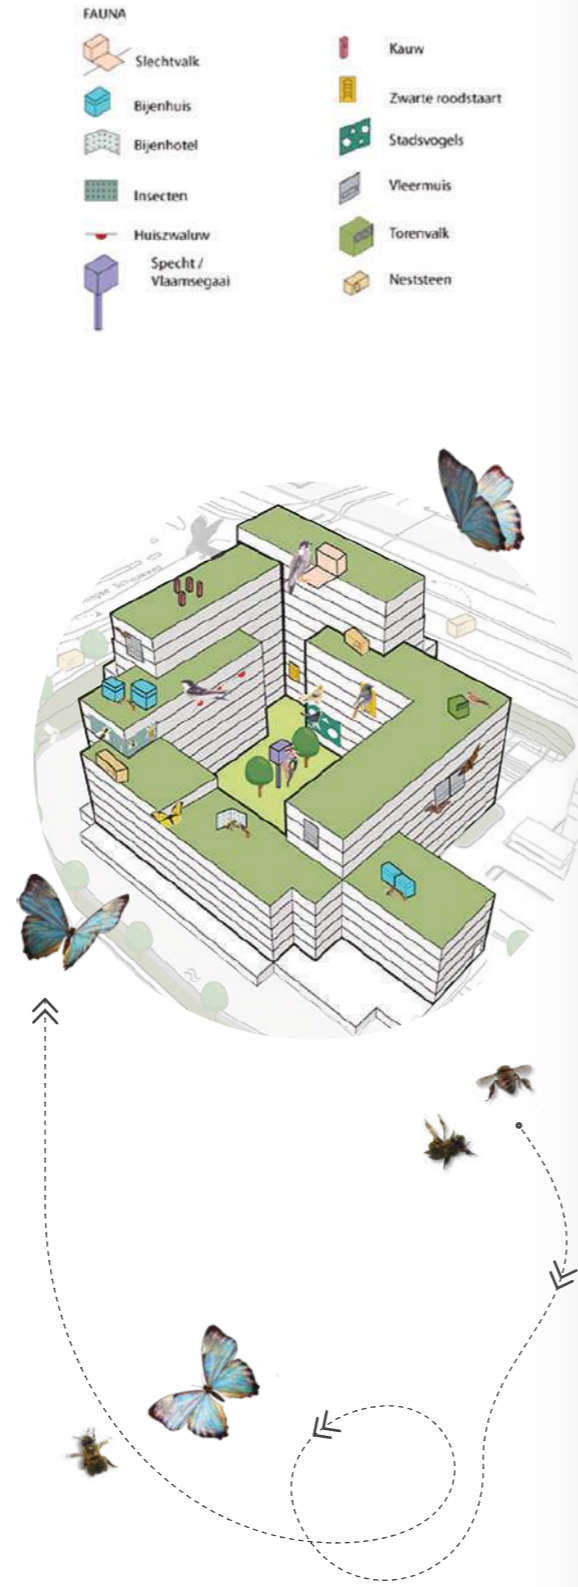 FAUNA
Slechtvalk
Bijenhuis
Bijenhotel
Insecten
Huiszwaluw
Specht /
Vlaamsegaai
Kauw
Zwarte roodstaart
Stadsvogels
Vleermuis
Torenvalk
Neststeen